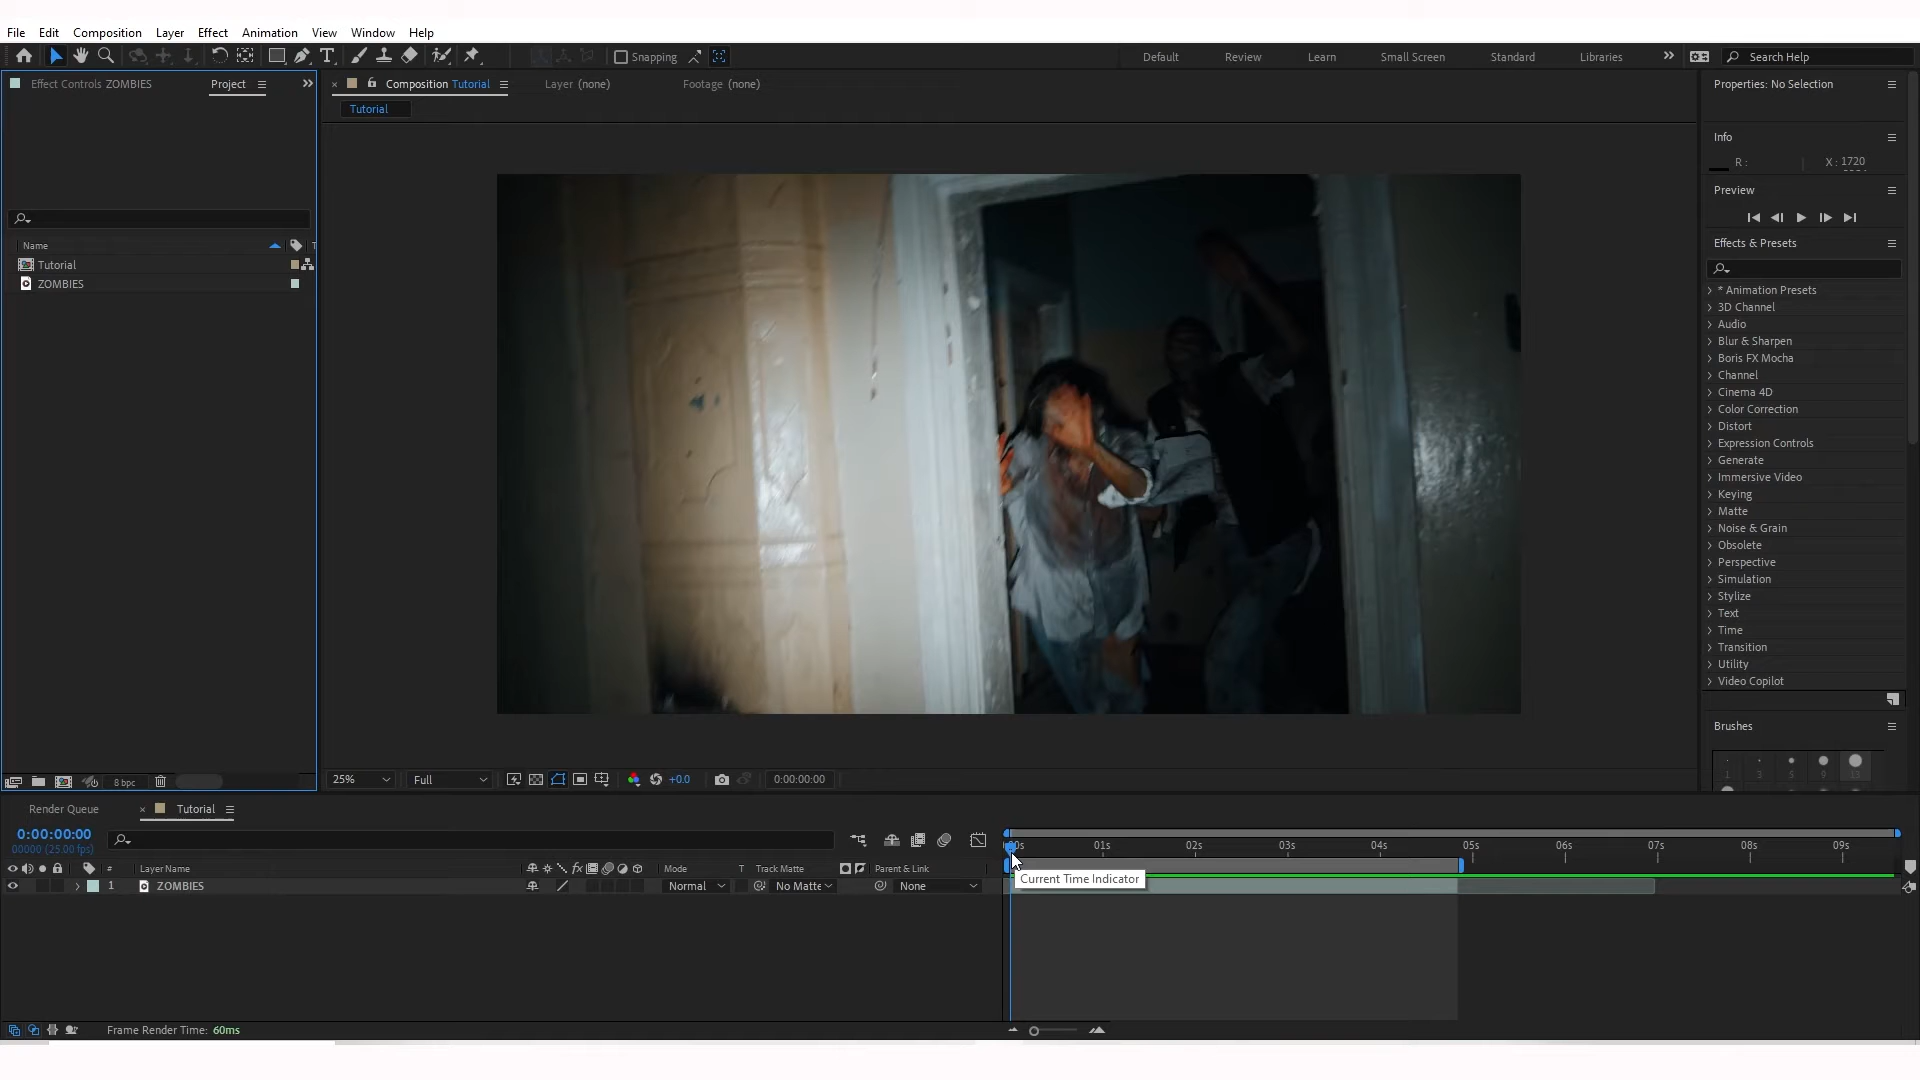 File Edit Composition Layer Effect Animation View Window Help
Snapping Default Review Learn Small Screen Standard Libraries Search Help
Effect Controls ZOMBIES Project
Composition Tutorial Layer (none) Footage (none)
Tutorial
Name
Tutorial
ZOMBIES
8 bpc
25% Full +0.0 0:00:00:00
Properties: No Selection
Info
R : X : 1720
Preview
Effects & Presets
* Animation Presets
3D Channel
Audio
Blur & Sharpen
Boris FX Mocha
Channel
Cinema 4D
Color Correction
Distort
Expression Controls
Generate
Immersive Video
Keying
Matte
Noise & Grain
Obsolete
Perspective
Simulation
Stylize
Text
Time
Transition
Utility
Video Copilot
Brushes
1 3 5 9 13
Render Queue Tutorial
0:00:00:00
00000 (25.00 fps)
01s 02s 03s 04s 05s 06s 07s 08s 09s
# Layer Name Mode T Track Matte Parent & Link
1 ZOMBIES Normal No Matte None
Current Time Indicator
Frame Render Time: 60ms